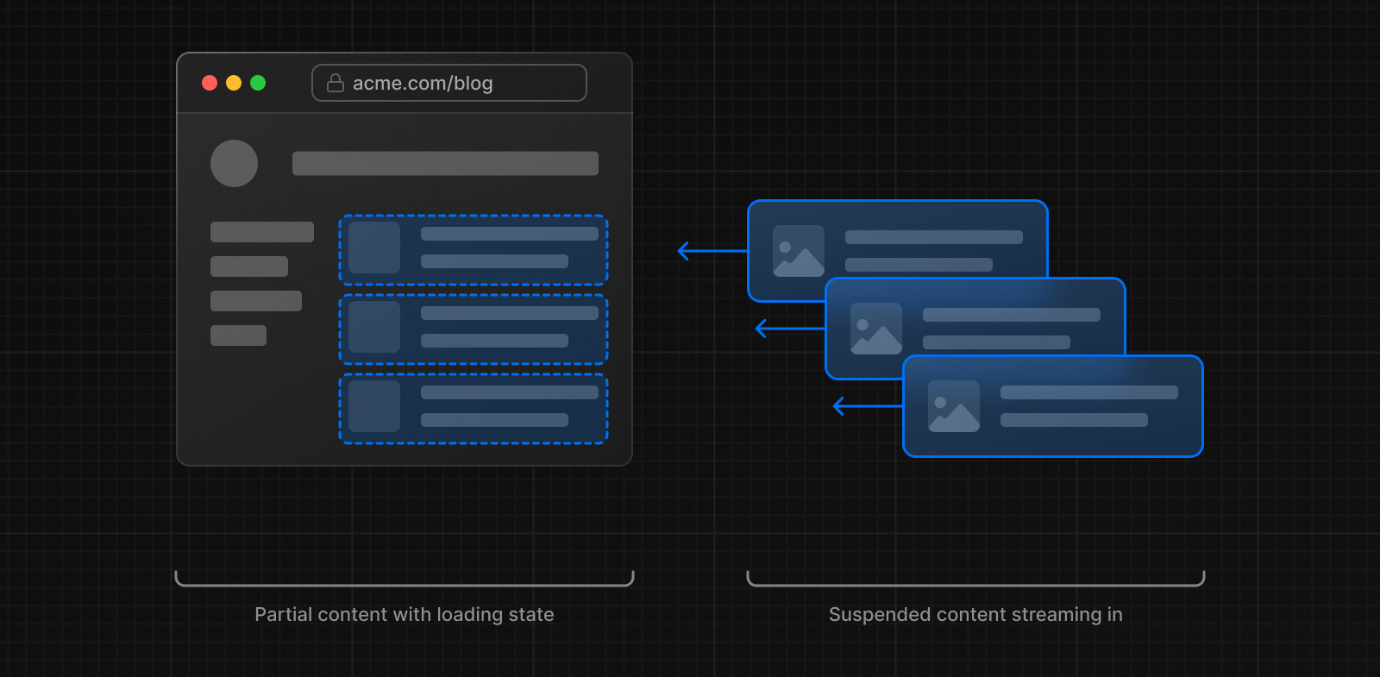 acme.com/blog
Partial content with loading state
Suspended content streaming in